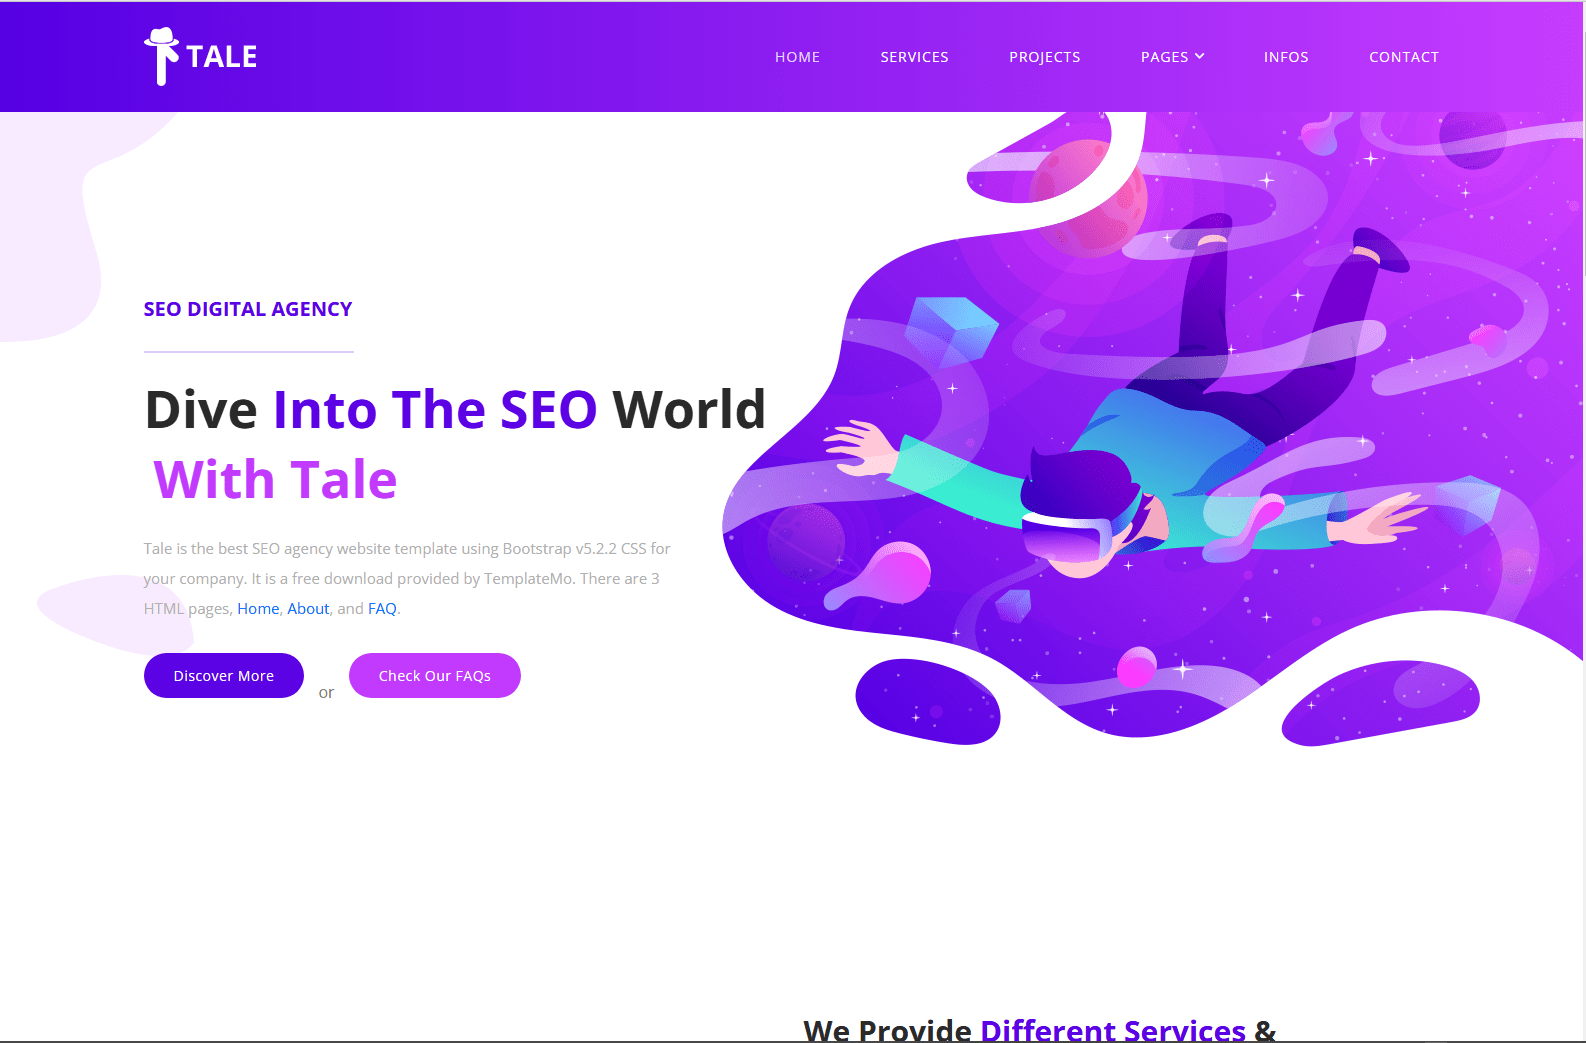 TALE
HOME SERVICES PROJECTS PAGES INFOS CONTACT
SEO DIGITAL AGENCY
Dive Into The SEO World
With Tale
Tale is the best SEO agency website template using Bootstrap v5.2.2 CSS for
your company. It is a free download provided by TemplateMo. There are 3
HTML pages, Home, About, and FAQ.
Discover More or Check Our FAQs
We Provide Different Services &